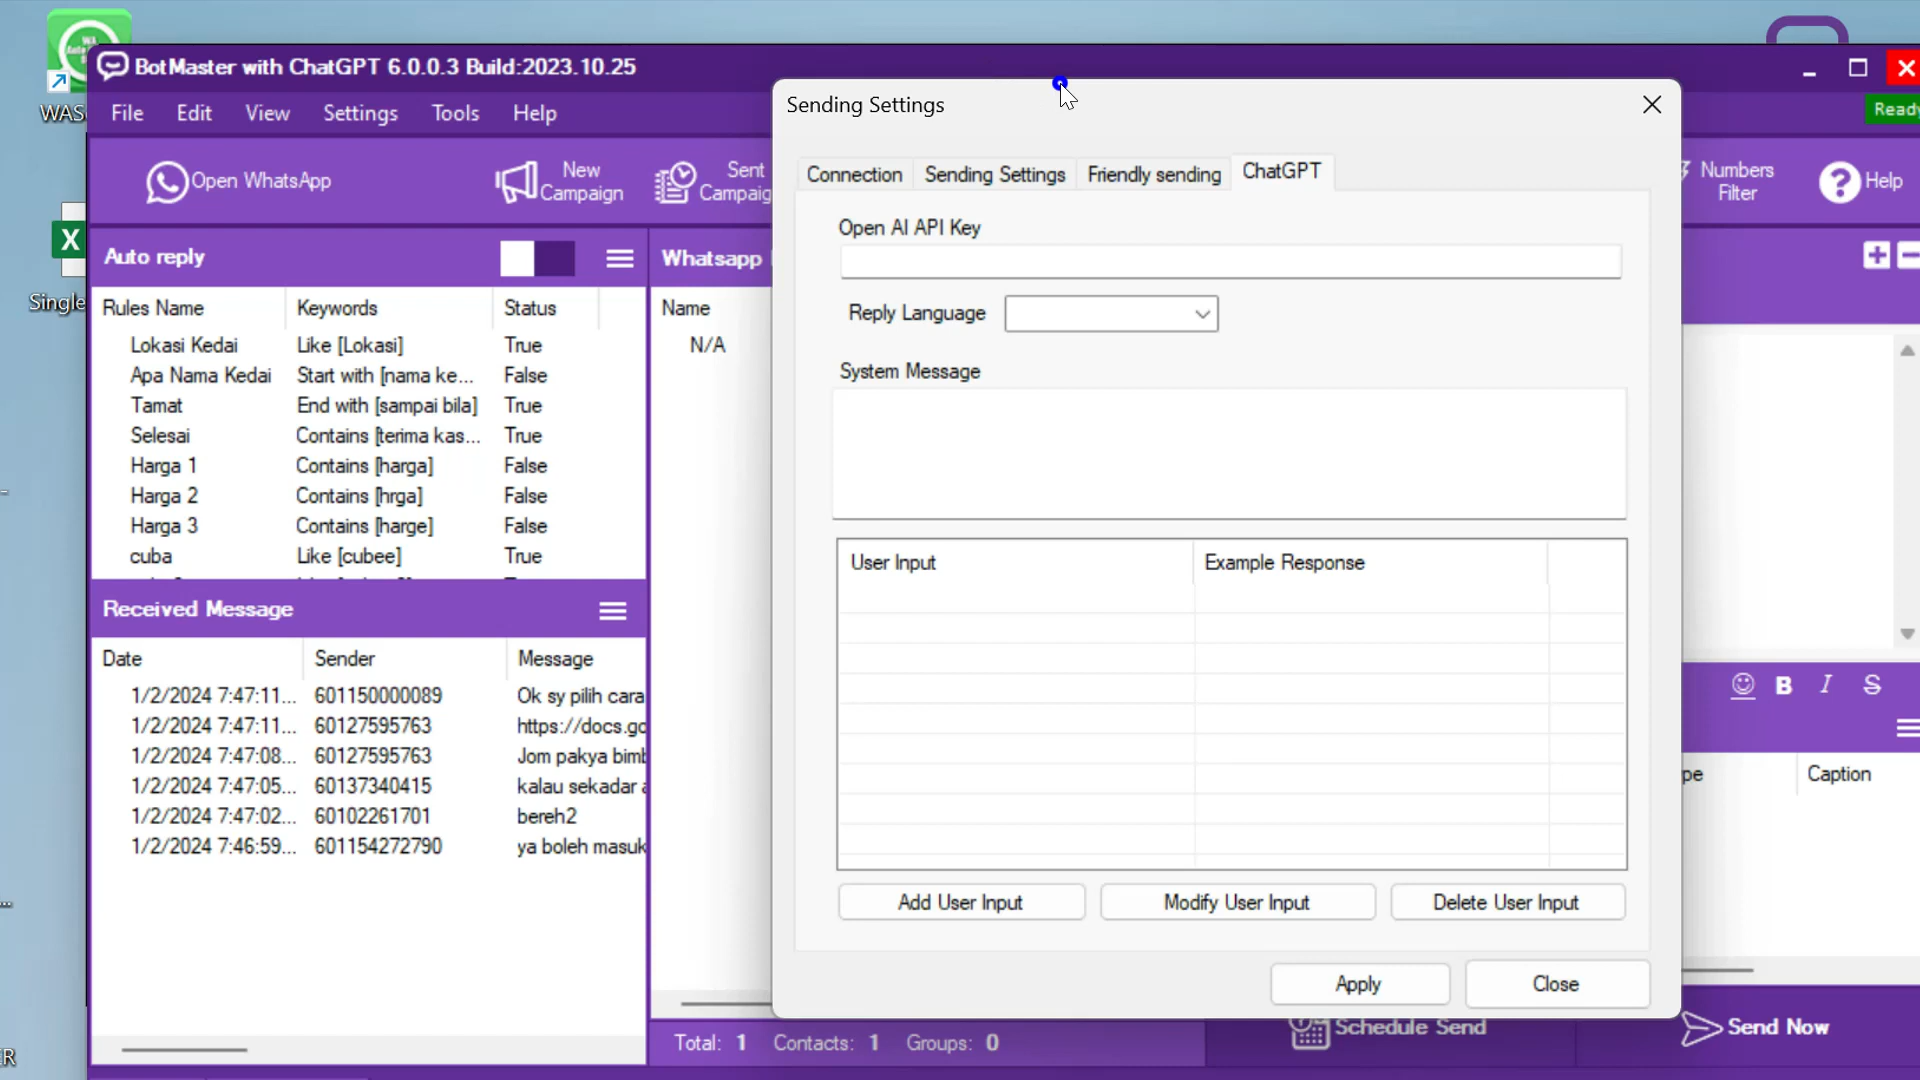 WAS
Single
BotMaster with ChatGPT 6.0.0.3 Build:2023.10.25
File Edit View Settings Tools Help
Open WhatsApp
New Campaign
Sent Campaig
Numbers Filter
Help
Ready
Auto reply
Rules Name Keywords Status
Lokasi Kedai Like [Lokasi] True
Apa Nama Kedai Start with [nama ke... False
Tamat End with [sampai bila] True
Selesai Contains [terima kas... True
Harga 1 Contains [harga] False
Harga 2 Contains [hrga] False
Harga 3 Contains [harge] False
cuba Like [cubee] True
Received Message
Date Sender Message
1/2/2024 7:47:11... 601150000089 Ok sy pilih cara
1/2/2024 7:47:11... 60127595763 https://docs.go
1/2/2024 7:47:08... 60127595763 Jom pakya bimb
1/2/2024 7:47:05... 60137340415 kalau sekadar a
1/2/2024 7:47:02... 60102261701 bereh2
1/2/2024 7:46:59... 601154272790 ya boleh masuk
Whatsapp
Name
N/A
Total: 1 Contacts: 1 Groups: 0
Sending Settings
Connection Sending Settings Friendly sending ChatGPT
Open AI API Key
Reply Language
System Message
User Input Example Response
Add User Input Modify User Input Delete User Input
Apply Close
B I S
pe Caption
Schedule Send
Send Now